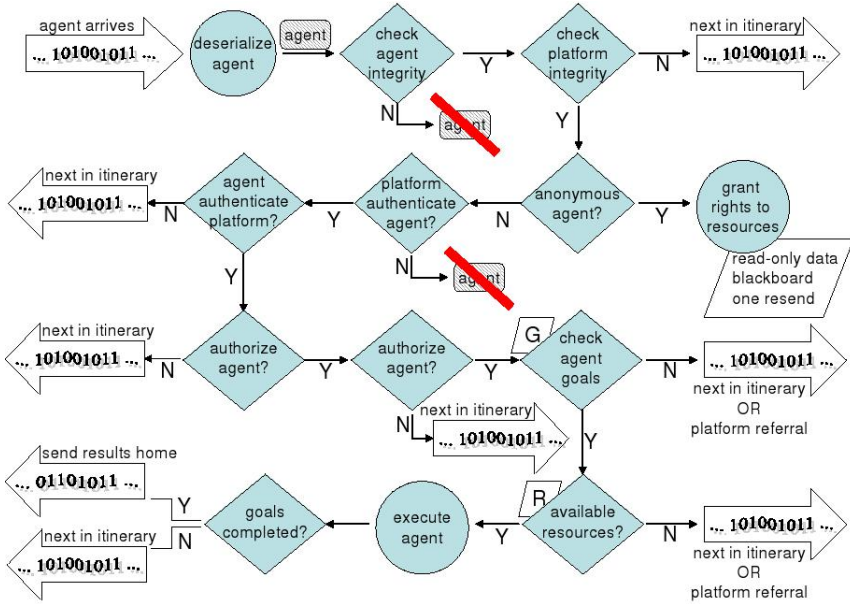 agent arrives
... 101001011 ...
deserialize
agent
agent
check
agent
integrity
Y
N
agent
check
platform
integrity
N
Y
next in itinerary
... 101001011 ...
next in itinerary
... 101001011 ...
N
agent
authenticate
platform?
Y
Y
platform
authenticate
agent?
N
agent
N
anonymous
agent?
Y
grant
rights to
resources
read-only data
blackboard
one resend
next in itinerary
... 101001011 ...
N
authorize
agent?
Y
authorize
agent?
N
next in itinerary
... 101001011 ...
Y
G
check
agent
goals
N
Y
... 101001011 ...
next in itinerary
OR
platform referral
send results home
... 01101011 ...
Y
N
next in itinerary
... 101001011 ...
goals
completed?
execute
agent
Y
R
available
resources?
N
... 101001011 ...
next in itinerary
OR
platform referral